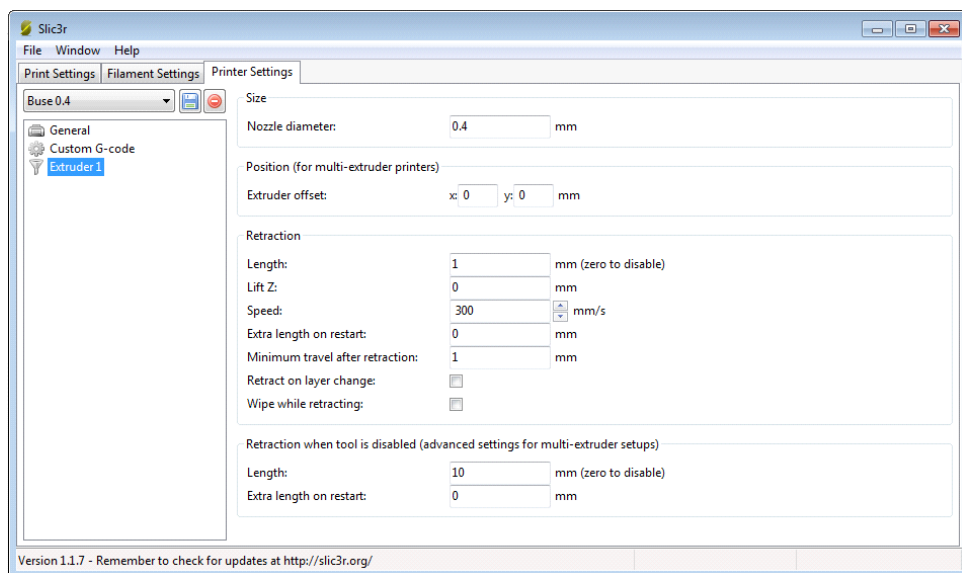 Slic3r
File Window Help
Print Settings Filament Settings Printer Settings
Buse 0.4
General
Custom G-code
Extruder 1
Size
Nozzle diameter: 0.4 mm
Position (for multi-extruder printers)
Extruder offset: x: 0 y: 0 mm
Retraction
Length: 1 mm (zero to disable)
Lift Z: 0 mm
Speed: 300 mm/s
Extra length on restart: 0 mm
Minimum travel after retraction: 1 mm
Retract on layer change:
Wipe while retracting:
Retraction when tool is disabled (advanced settings for multi-extruder setups)
Length: 10 mm (zero to disable)
Extra length on restart: 0 mm
Version 1.1.7 - Remember to check for updates at http://slic3r.org/